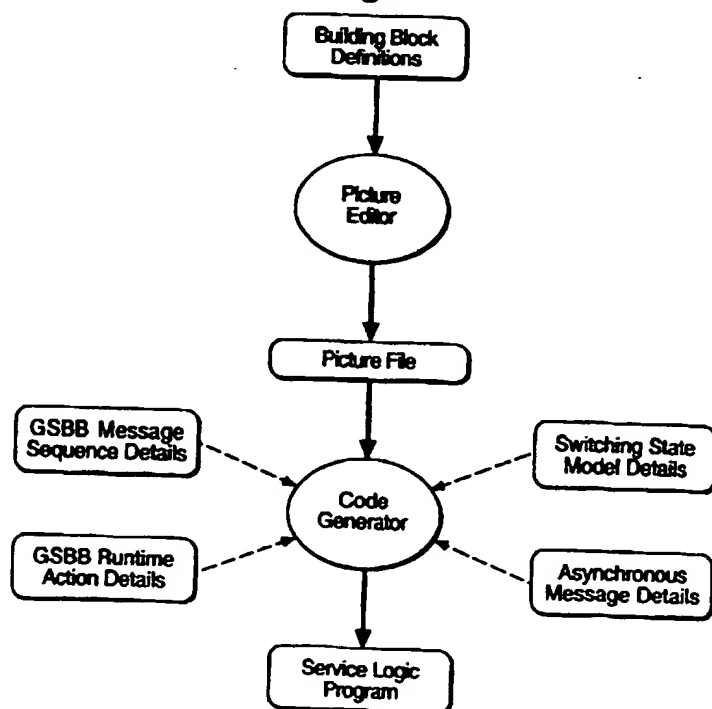 Building Block
Definitions
Picture
Editor
Picture File
GSBB Message
Sequence Details
Switching State
Model Details
Code
Generator
GSBB Runtime
Action Details
Asynchronous
Message Details
Service Logic
Program